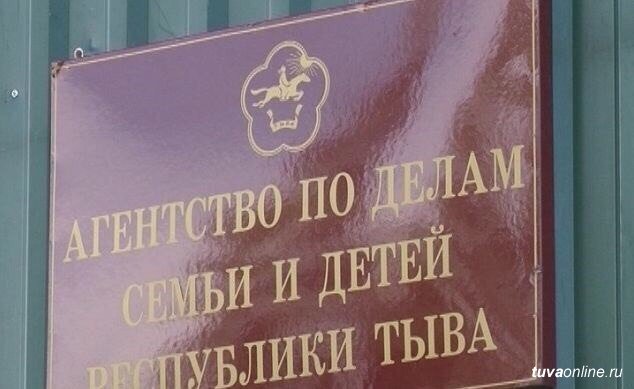 АГЕНТСТВО ПО ДЕЛАМ
СЕМЬИ И ДЕТЕЙ
РЕСПУБЛИКИ ТЫВА
tuvaonline.ru